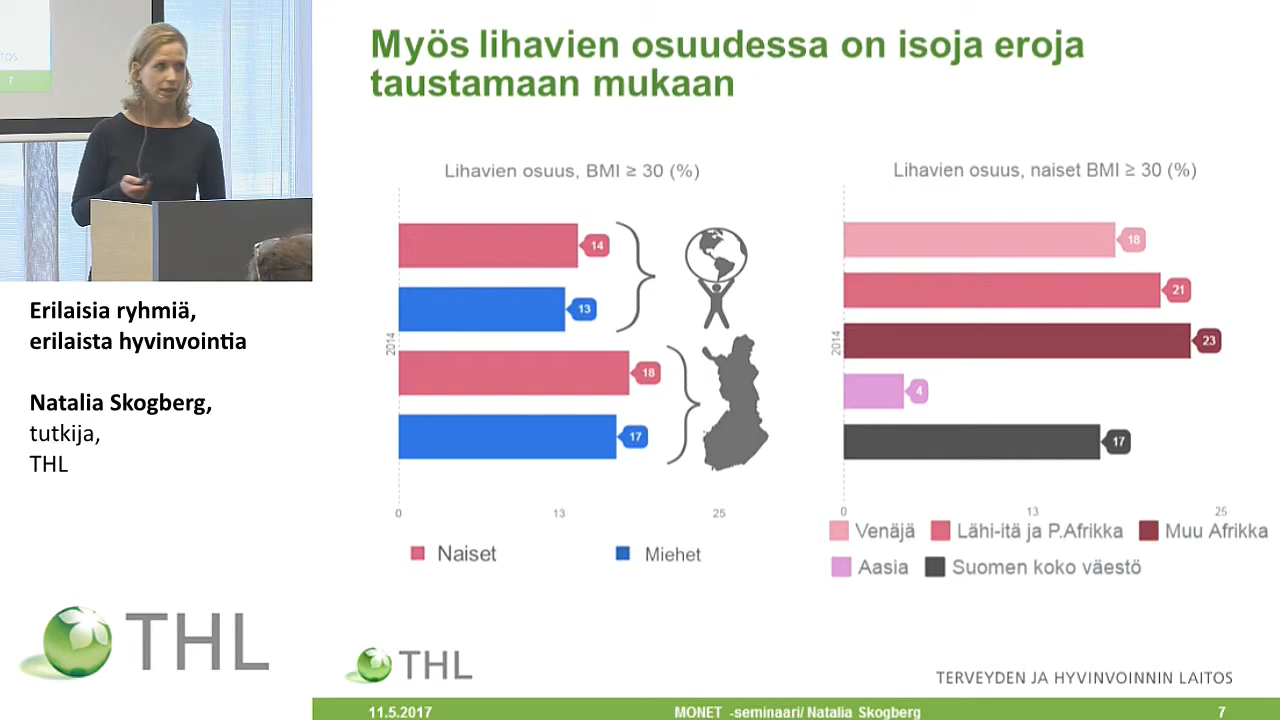 Myös lihavien osuudessa on isoja eroja
taustamaan mukaan
Erilaisia ryhmiä,
erilaista hyvinvointia
Natalia Skogberg,
tutkija,
THL
THL
Lihavien osuus, BMI ≥ 30 (%)
14
13
18
17
2014
0 13 25
Naiset Miehet
Lihavien osuus, naiset BMI ≥ 30 (%)
18
21
23
4
17
2014
0 13 25
Venäjä Lähi-itä ja P.Afrikka Muu Afrikka
Aasia Suomen koko väestö
THL
TERVEYDEN JA HYVINVOINNIN LAITOS
11.5.2017 MONET -seminaari/ Natalia Skogberg 7